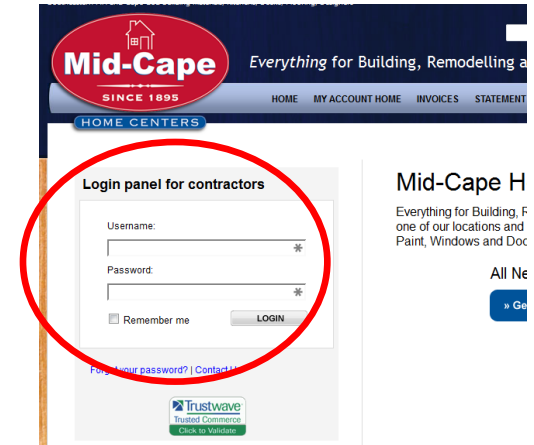 Mid-Cape
SINCE 1895
HOME CENTERS
Everything for Building, Remodelling a
HOME MY ACCOUNT HOME INVOICES STATEMENT
Login panel for contractors
Username:
*
Password:
*
Remember me
LOGIN
your password? | Contact
Trustwave
Trusted Commerce
Click to Validate
Mid-Cape H
Everything for Building, R
one of our locations and
Paint, Windows and Doo
All Ne
» Ge